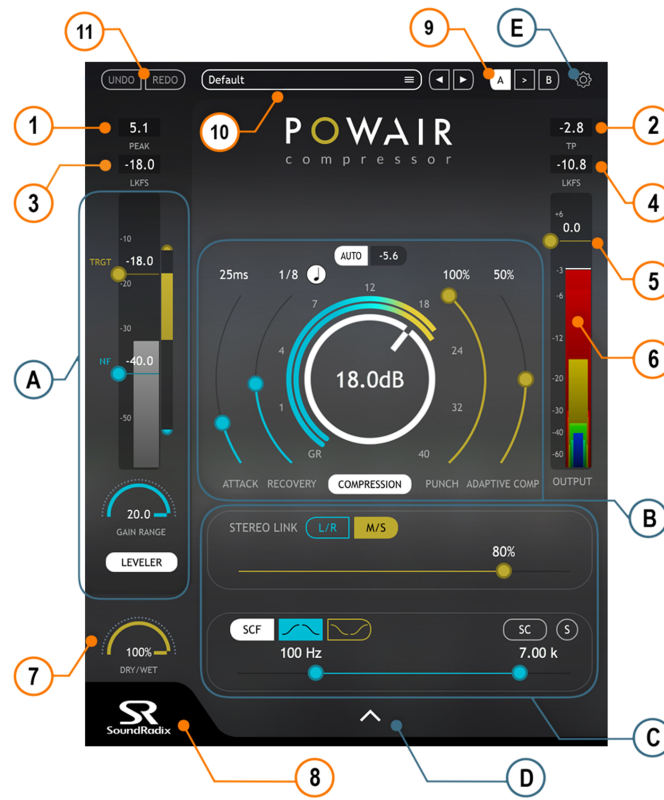 11
9
E
UNDO
REDO
Default
A
>
B
1
5.1
PEAK
10
POWAIR
compressor
-2.8
TP
2
3
-18.0
LKFS
-10.8
LKFS
4
+6
0.0
5
-3
-6
-12
-20
-30
-40
-60
OUTPUT
6
A
-10
TRGT
-18.0
-20
-30
NF
-40.0
-50
20.0
GAIN RANGE
LEVELER
AUTO
-5.6
25ms
1/8
100%
50%
12
7
18
4
24
18.0dB
1
32
GR
40
ATTACK
RECOVERY
COMPRESSION
PUNCH
ADAPTIVE COMP
B
STEREO LINK
L/R
M/S
80%
SCF
SC
S
100 Hz
7.00 k
7
100%
DRY/WET
C
SR
SoundRadix
8
D